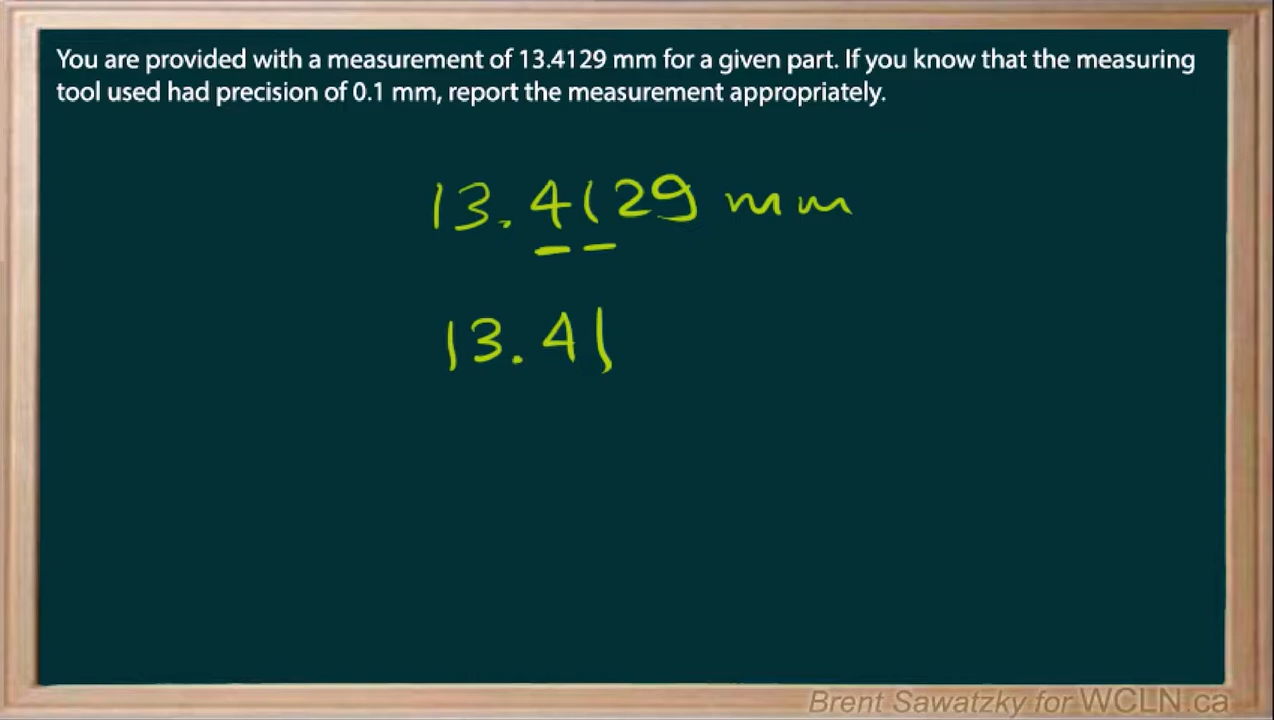 You are provided with a measurement of 13.4129 mm for a given part. If you know that the measuring
tool used had precision of 0.1 mm, report the measurement appropriately.
13.4129 mm
13.41
Brent Sawatzky for WCLN.ca